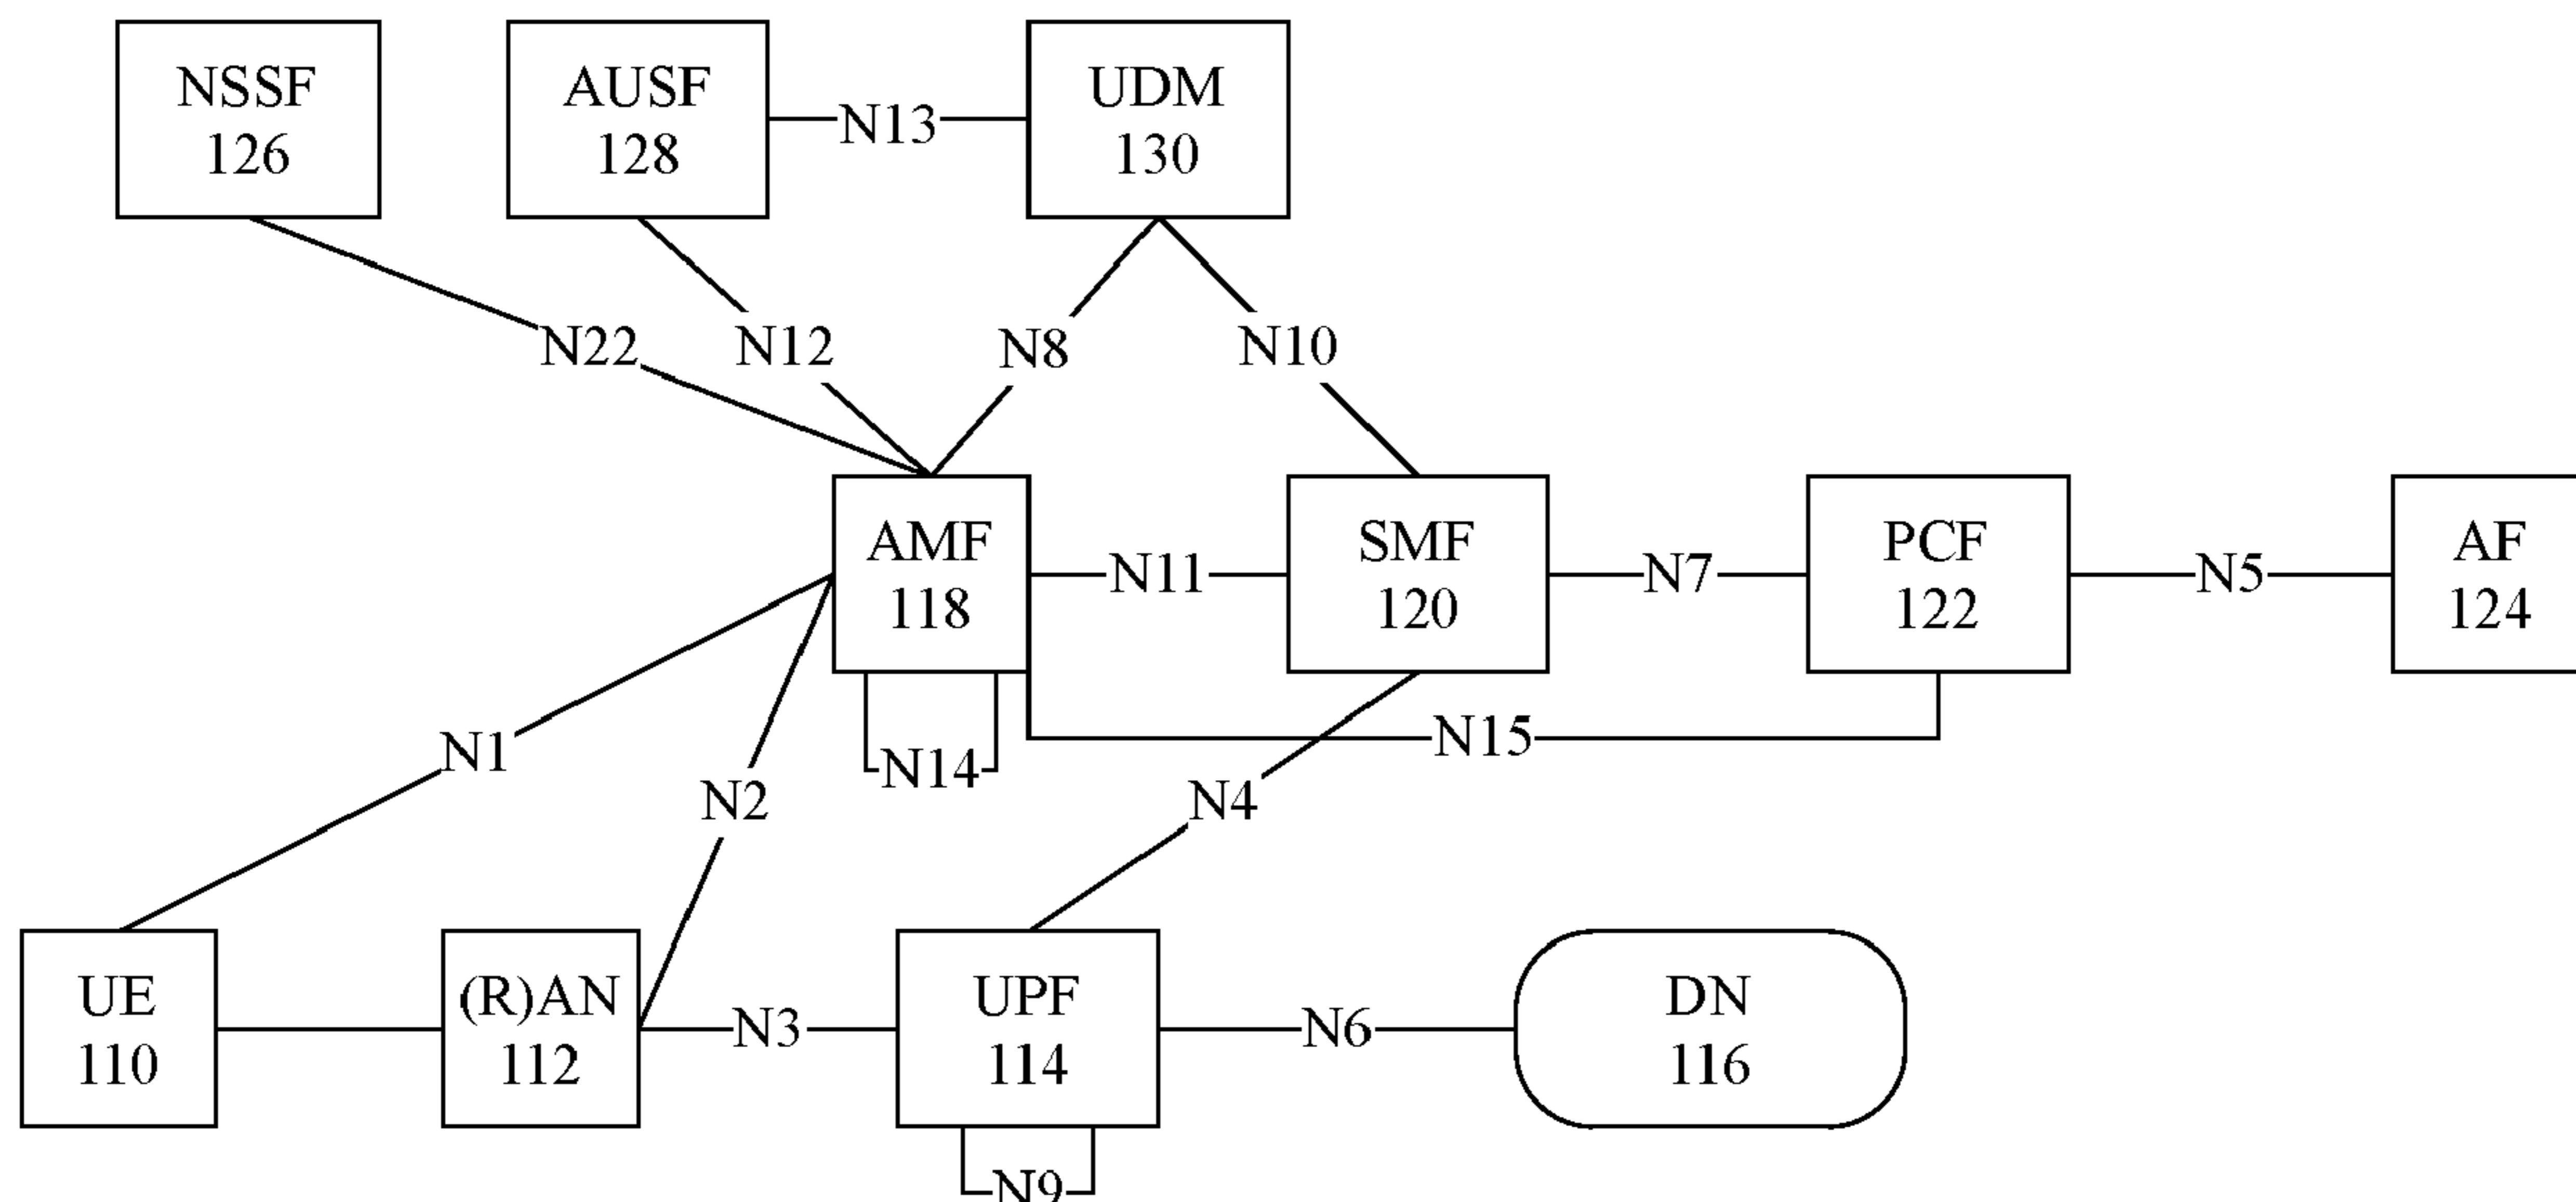 NSSF
126
AUSF
128
N13
UDM
130
N22
N12
N8
N10
AMF
118
N11
SMF
120
N7
PCF
122
N5
AF
124
N1
N2
N14
N4
N15
UE
110
(R)AN
112
N3
UPF
114
N6
DN
116
N9